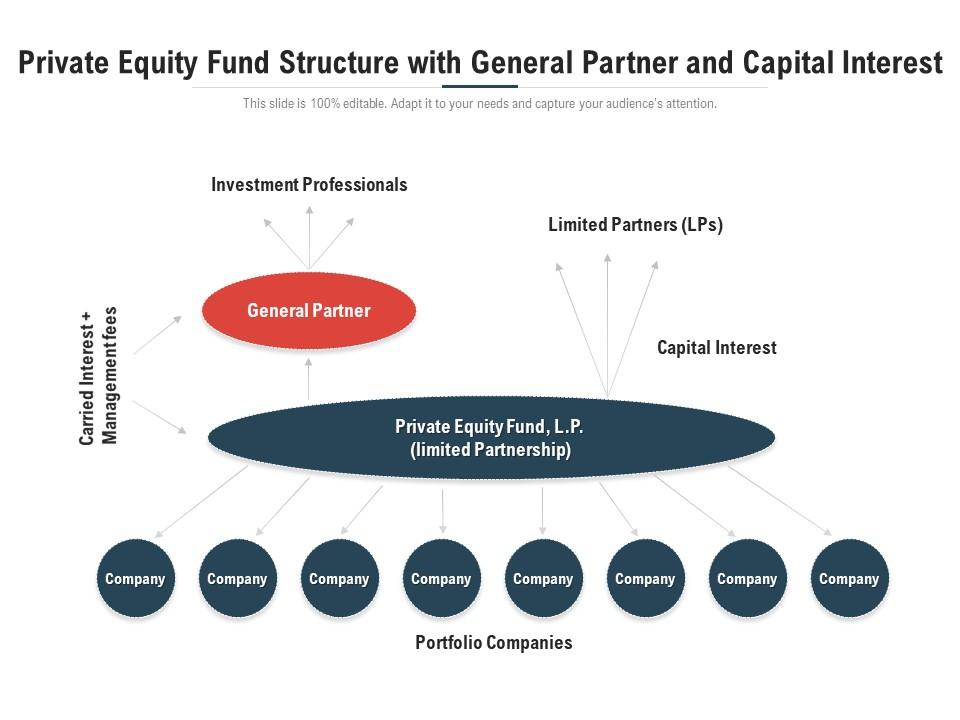 Private Equity Fund Structure with General Partner and Capital Interest
This slide is 100% editable. Adapt it to your needs and capture your audience's attention.
Investment Professionals
Limited Partners (LPs)
General Partner
Carried Interest +
Management fees
Capital Interest
Private Equity Fund, L.P.
(limited Partnership)
Company Company Company Company Company Company Company Company
Portfolio Companies